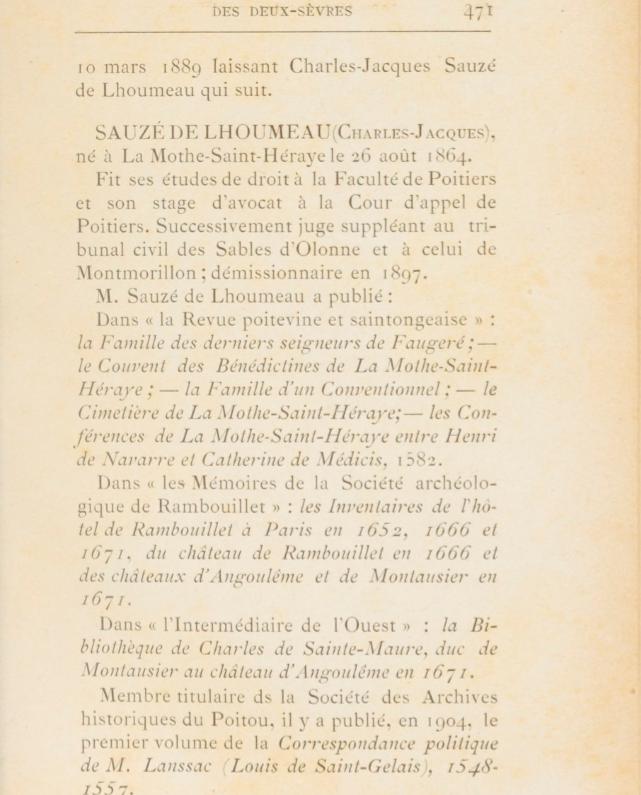 DES DEUX-SÈVRES 471
10 mars 1889 laissant Charles-Jacques Sauzé
de Lhoumeau qui suit.
SAUZÉ DE LHOUMEAU (CHARLES-JACQUES),
né à La Mothe-Saint-Héraye le 26 août 1864.
Fit ses études de droit à la Faculté de Poitiers
et son stage d'avocat à la Cour d'appel de
Poitiers. Successivement juge suppléant au tri-
bunal civil des Sables d'Olonne et à celui de
Montmorillon ; démissionnaire en 1897.
M. Sauzé de Lhoumeau a publié :
Dans « la Revue poitevine et saintongeaise » :
la Famille des derniers seigneurs de Faugeré ; —
le Couvent des Bénédictines de La Mothe-Saint-
Héraye ; — la Famille d'un Conventionnel ; — le
Cimetière de La Mothe-Saint-Héraye; — les Con-
férences de La Mothe-Saint-Héraye entre Henri
de Navarre et Catherine de Médicis, 1582.
Dans « les Mémoires de la Société archéolo-
gique de Rambouillet » : les Inventaires de l'hô-
tel de Rambouillet à Paris en 1652, 1666 et
1671, du château de Rambouillet en 1666 et
des châteaux d'Angoulême et de Montausier en
1671.
Dans « l'Intermédiaire de l'Ouest » : la Bi-
bliothèque de Charles de Sainte-Maure, duc de
Montausier au château d'Angoulême en 1671.
Membre titulaire ds la Société des Archives
historiques du Poitou, il y a publié, en 1904, le
premier volume de la Correspondance politique
de M. Lanssac (Louis de Saint-Gelais), 1548-
1557.